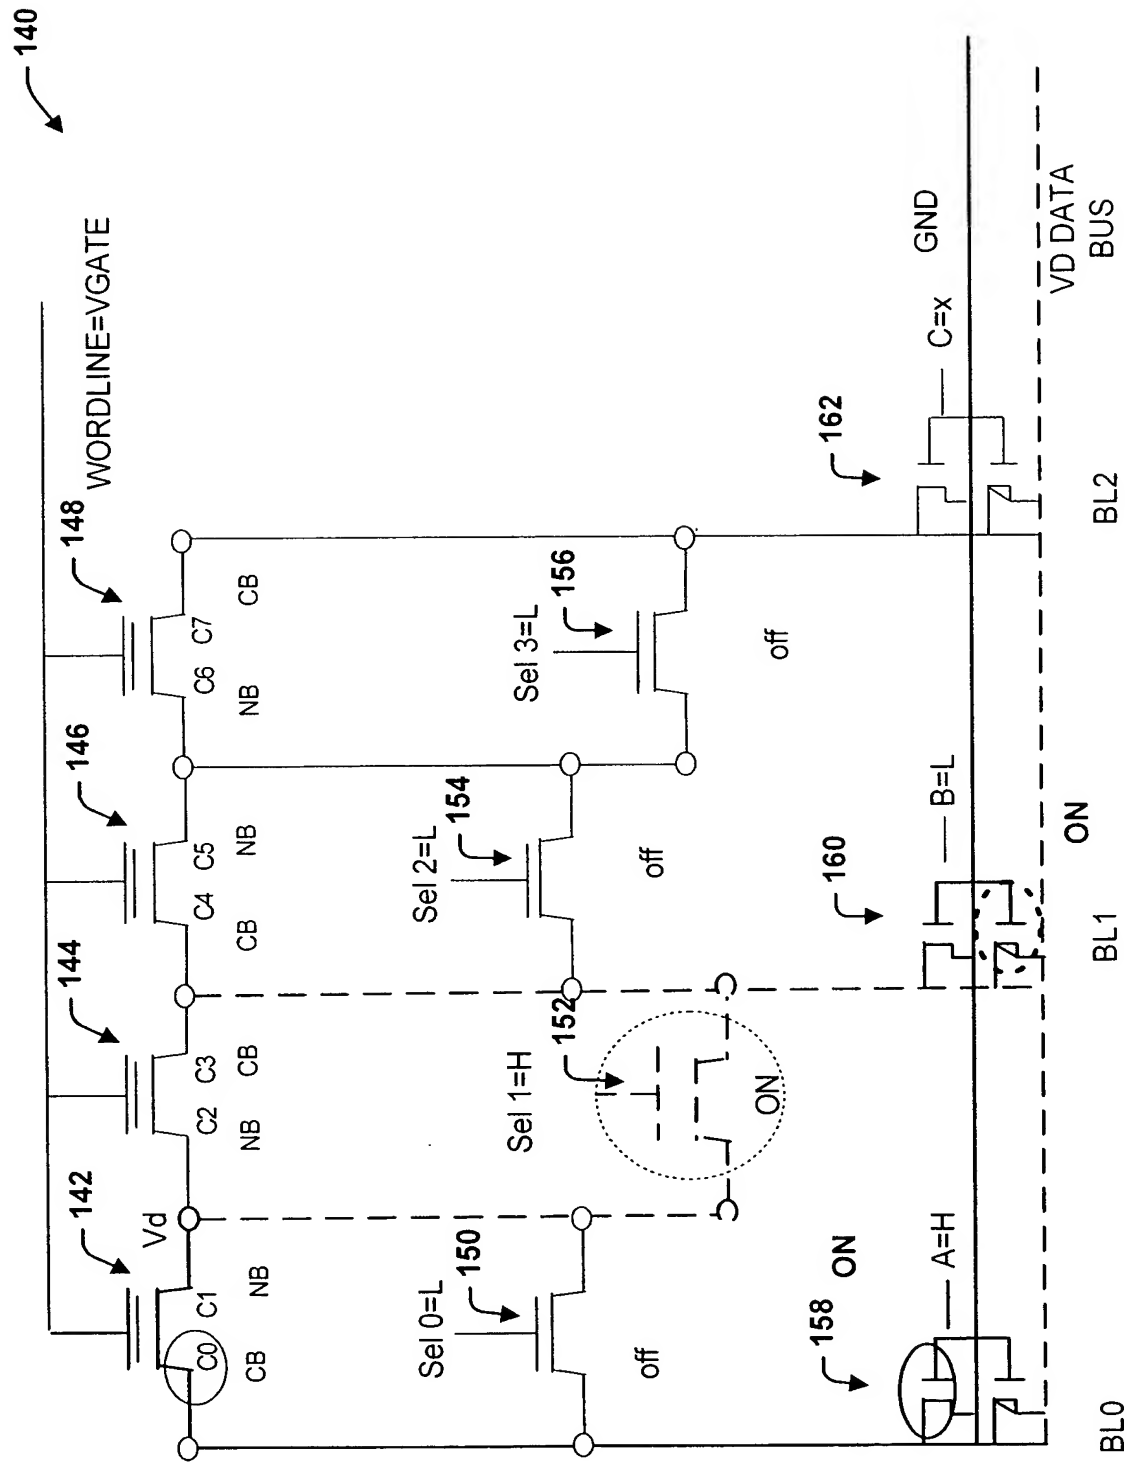 140
WORDLINE=VGATE
142
144
146
148
Vd
C0
C1
C2
C3
C4
C5
C6
C7
CB
NB
NB
CB
CB
NB
NB
CB
Sel 0=L
150
off
Sel 1=H
152
ON
Sel 2=L
154
off
Sel 3=L
156
off
158
ON
A=H
160
B=L
162
C=x
GND
VD DATA
BUS
BL0
BL1
ON
BL2